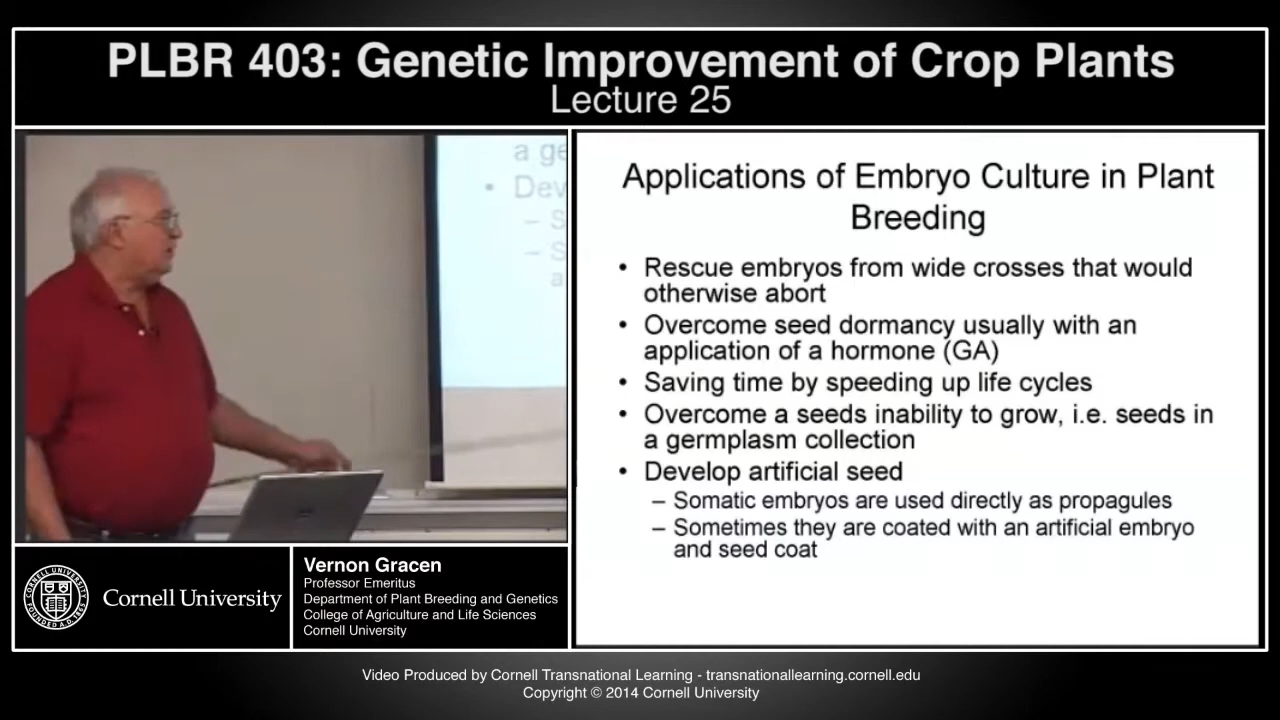 PLBR 403: Genetic Improvement of Crop Plants
Lecture 25
a ge
• Dev
– S
– S
a
Applications of Embryo Culture in Plant
Breeding
• Rescue embryos from wide crosses that would
otherwise abort
• Overcome seed dormancy usually with an
application of a hormone (GA)
• Saving time by speeding up life cycles
• Overcome a seeds inability to grow, i.e. seeds in
a germplasm collection
• Develop artificial seed
– Somatic embryos are used directly as propagules
– Sometimes they are coated with an artificial embryo
and seed coat
Cornell University
Vernon Gracen
Professor Emeritus
Department of Plant Breeding and Genetics
College of Agriculture and Life Sciences
Cornell University
Video Produced by Cornell Transnational Learning - transnationallearning.cornell.edu
Copyright © 2014 Cornell University